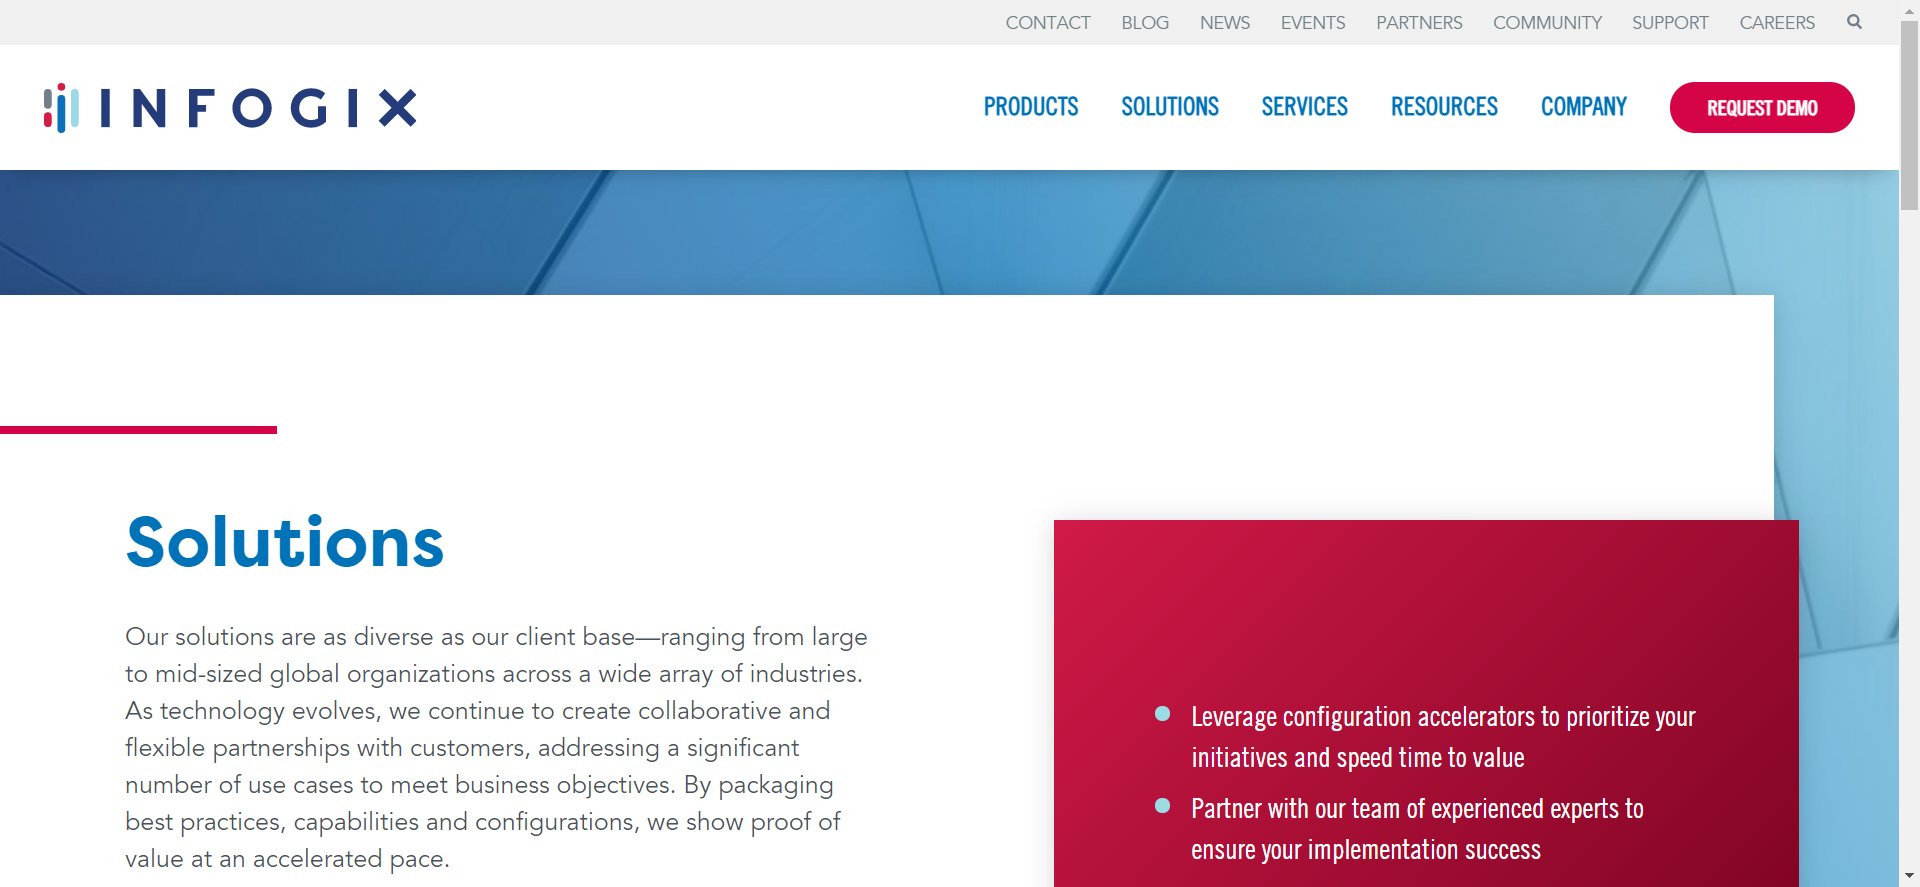 CONTACT BLOG NEWS EVENTS PARTNERS COMMUNITY SUPPORT CAREERS
INFOGIX
PRODUCTS SOLUTIONS SERVICES RESOURCES COMPANY REQUEST DEMO
Solutions
Our solutions are as diverse as our client base—ranging from large
to mid-sized global organizations across a wide array of industries.
As technology evolves, we continue to create collaborative and
flexible partnerships with customers, addressing a significant
number of use cases to meet business objectives. By packaging
best practices, capabilities and configurations, we show proof of
value at an accelerated pace.
Leverage configuration accelerators to prioritize your
initiatives and speed time to value
Partner with our team of experienced experts to
ensure your implementation success